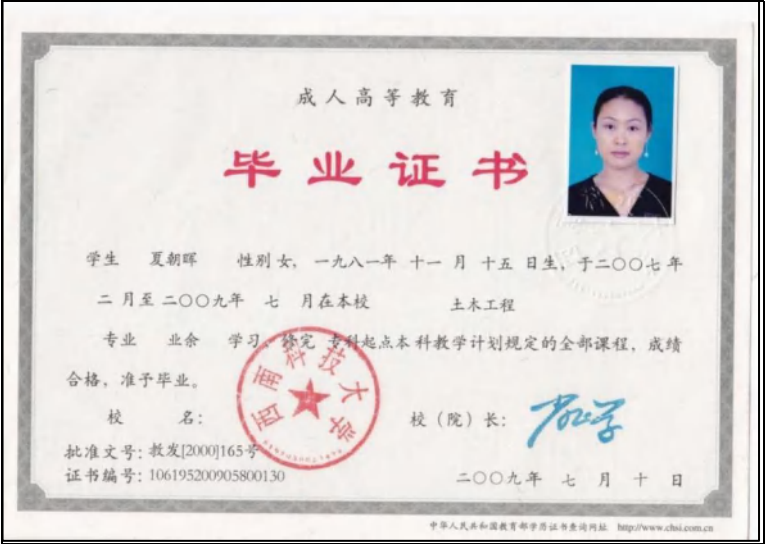 成人高等教育
毕业证书
学生 夏朝晖 性别 女，一九八一年 十一 月 十五 日生，于二〇〇七年
二 月至 二〇〇九年 七 月在本校 土木工程
专业 业余 学习，修完 专科起点本科教学计划规定的全部课程，成绩
合格，准予毕业。
校 名： 校（院）长：
西南科技大学
批准文号：教发[2000]165号
证书编号：106195200905800130 二〇〇九年 七 月 十 日
中华人民共和国教育部学历证书查询网址 http://www.chsi.com.cn